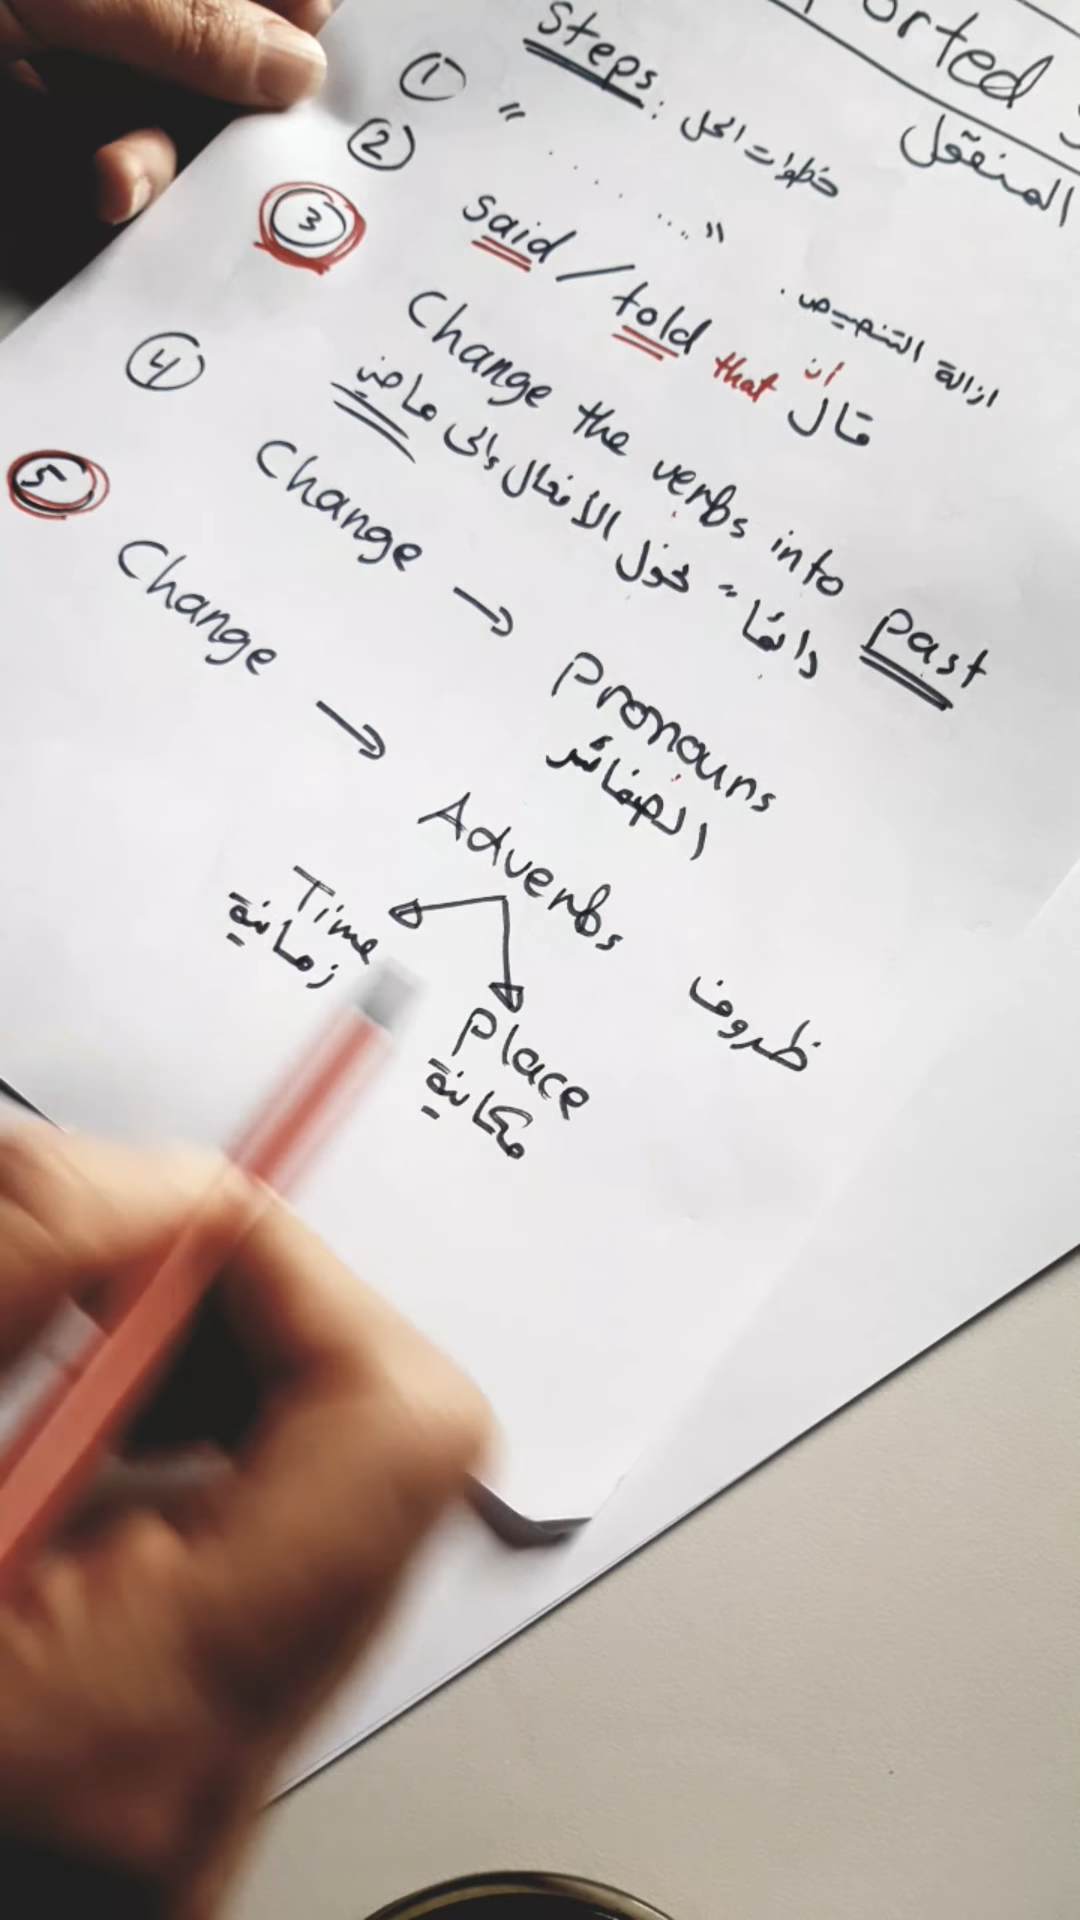 orted
المنقول
Steps: خطوات الحل
① " ........ " ازالة التنصيص.
② said / told that قال أن
③ Change the verbs into Past
دائمًا = نحول الأفعال إلى ماضي
④ Change → Pronouns
الضمائر
⑤ Change → Adverbs ظروف
Time Place
زمانية مكانية